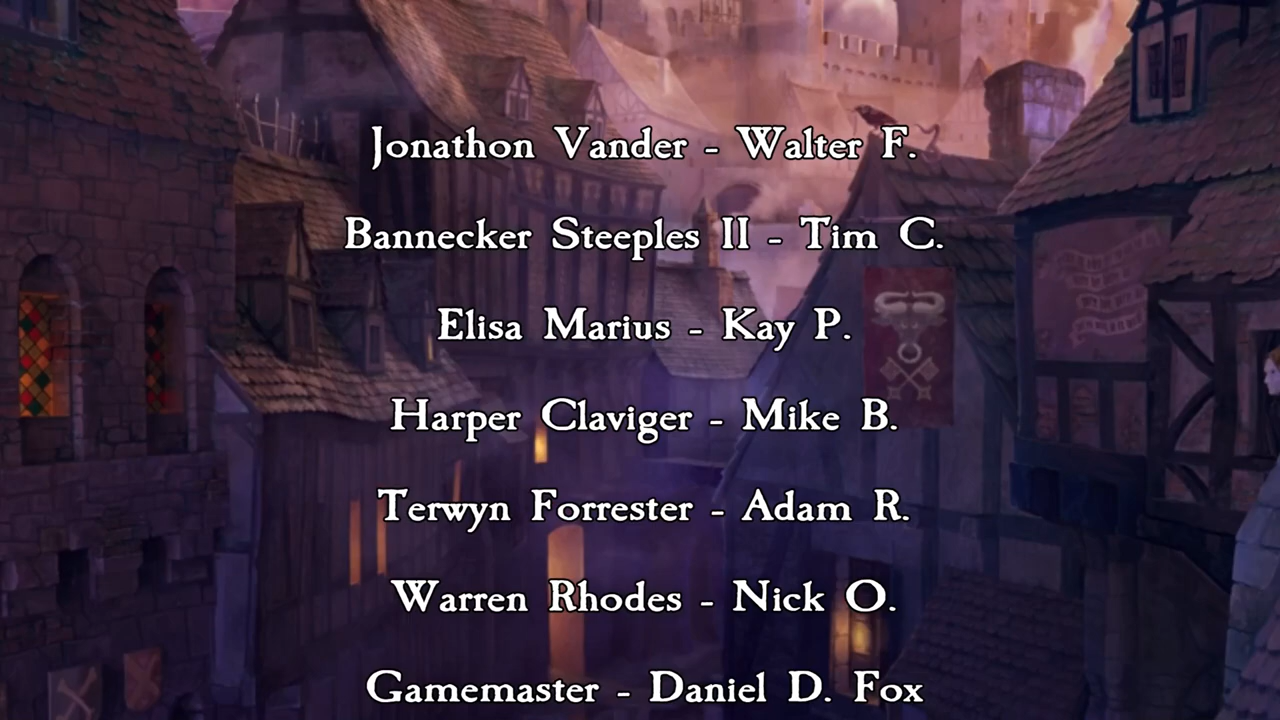 Jonathon Vander - Walter F.
Bannecker Steeples II - Tim C.
Elisa Marius - Kay P.
Harper Claviger - Mike B.
Terwyn Forrester - Adam R.
Warren Rhodes - Nick O.
Gamemaster - Daniel D. Fox